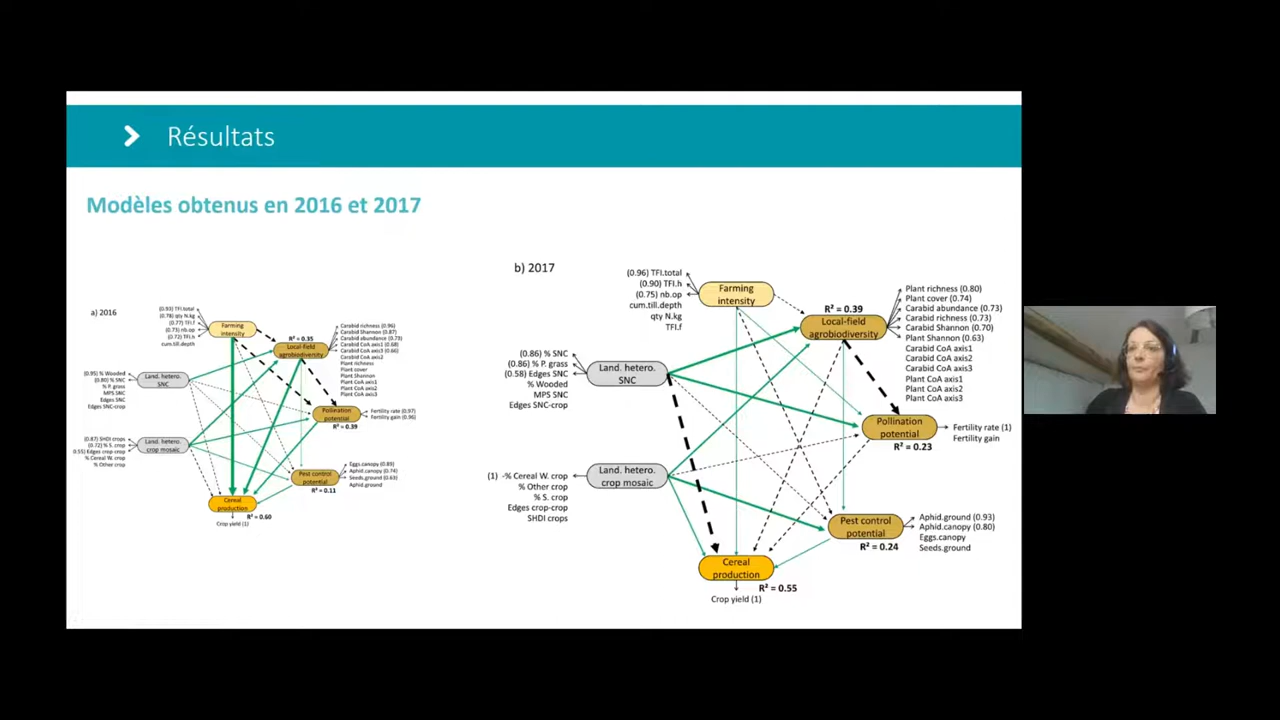 Résultats
Modèles obtenus en 2016 et 2017
a) 2016
(0.93) TFI.total
(0.78) qty N.kg
(0.77) TFI.f
(0.73) nb.op
(0.72) TFI.h
cum.till.depth
Farming
intensity
R² = 0.35
Local-field
agrobiodiversity
Carabid richness (0.96)
Carabid Shannon (0.87)
Carabid abundance (0.79)
Carabid CoA axis1 (0.68)
Carabid CoA axis3 (0.66)
Carabid CoA axis2
Plant richness
Plant cover
Plant Shannon
Plant CoA axis1
Plant CoA axis2
Plant CoA axis3
(0.95) % Wooded
(0.80) % SNC
% P. grass
MPS SNC
Edges SNC
Edges SNC-crop
Land. hetero.
SNC
Pollination
potential
R² = 0.39
Fertility rate (0.97)
Fertility gain (0.96)
(0.87) SHDI crops
(0.72) % S. crop
(0.55) Edges crop-crop
% Cereal W. crop
% Other crop
Land. hetero.
crop mosaic
Pest control
potential
R² = 0.11
Eggs.canopy (0.89)
Aphid.canopy (0.74)
Seeds.ground (0.63)
Aphid.ground
Cereal
production
R² = 0.60
Crop yield (1)
b) 2017
(0.96) TFI.total
(0.90) TFI.h
(0.75) nb.op
cum.till.depth
qty N.kg
TFI.f
Farming
intensity
R² = 0.39
Local-field
agrobiodiversity
Plant richness (0.80)
Plant cover (0.74)
Carabid abundance (0.73)
Carabid richness (0.73)
Carabid Shannon (0.70)
Plant Shannon (0.63)
Carabid CoA axis1
Carabid CoA axis2
Carabid CoA axis3
Plant CoA axis1
Plant CoA axis2
Plant CoA axis3
(0.86) % SNC
(0.86) % P. grass
(0.58) Edges SNC
% Wooded
MPS SNC
Edges SNC-crop
Land. hetero.
SNC
Pollination
potential
R² = 0.23
Fertility rate (1)
Fertility gain
(1) -% Cereal W. crop
% Other crop
% S. crop
Edges crop-crop
SHDI crops
Land. hetero.
crop mosaic
Pest control
potential
R² = 0.24
Aphid.ground (0.93)
Aphid.canopy (0.80)
Eggs.canopy
Seeds.ground
Cereal
production
R² = 0.55
Crop yield (1)